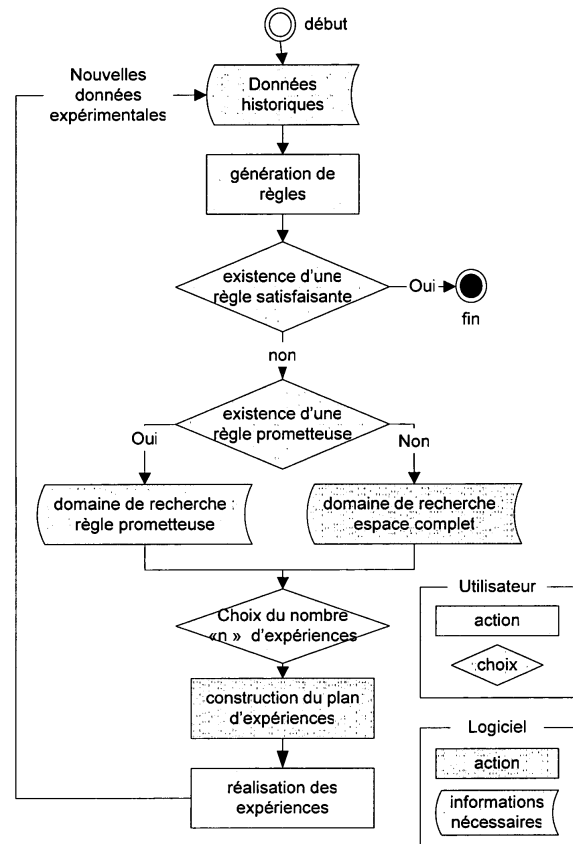 début
Nouvelles
données
expérimentales
Données
historiques
génération de
règles
existence d'une
règle satisfaisante
Oui
fin
non
existence d'une
règle prometteuse
Oui
Non
domaine de recherche :
règle prometteuse
domaine de recherche :
espace complet
Choix du nombre
«n » d'expériences
construction du plan
d'expériences
réalisation des
expériences
Utilisateur
action
choix
Logiciel
action
informations
nécessaires